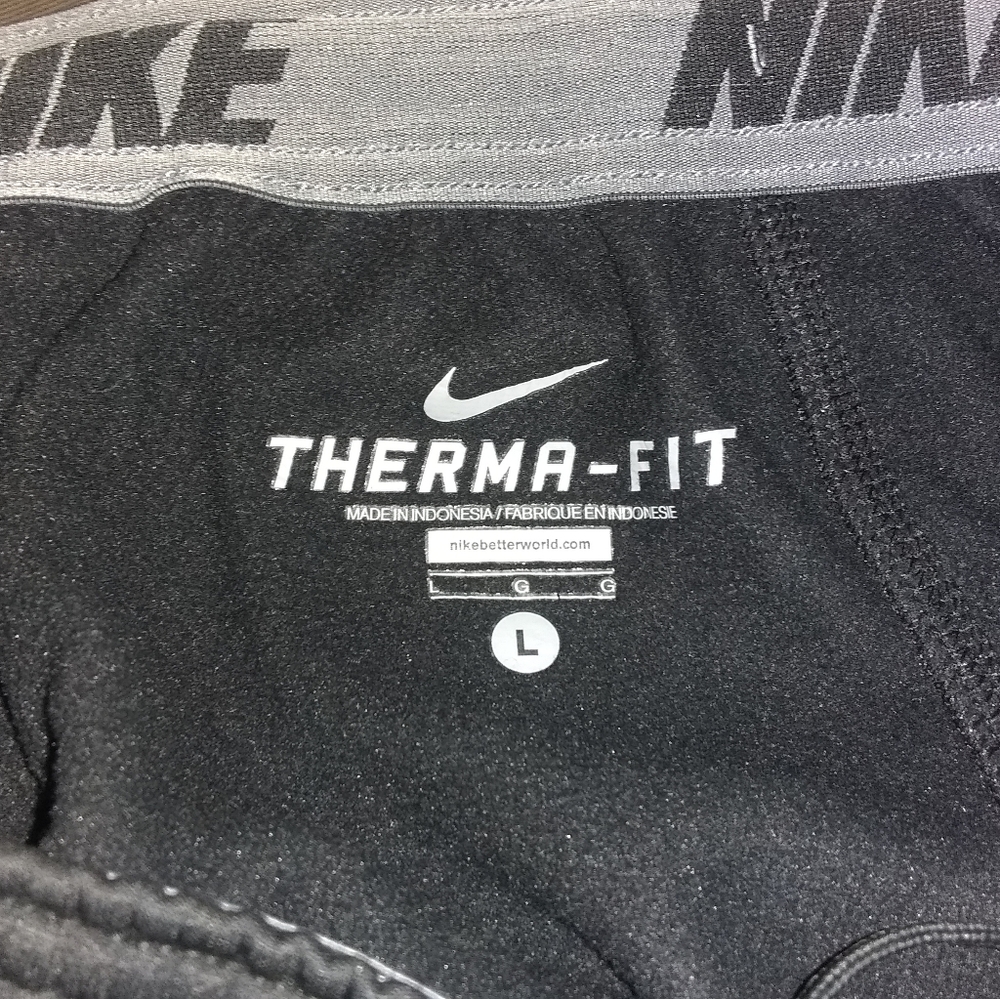 NIKE NIKE
THERMA-FIT
MADE IN INDONESIA / FABRIQUE EN INDONESIE
nikebetterworld.com
L G G
L